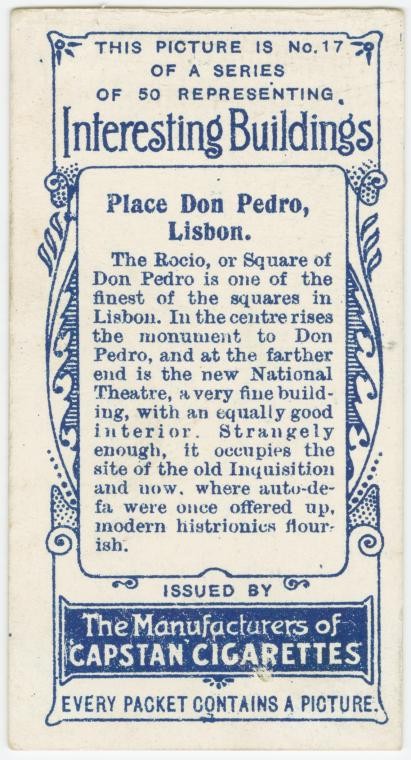 THIS PICTURE IS No. 17
OF A SERIES
OF 50 REPRESENTING
Interesting Buildings
Place Don Pedro,
Lisbon.
The Rocio, or Square of
Don Pedro is one of the
finest of the squares in
Lisbon. In the centre rises
the monument to Don
Pedro, and at the farther
end is the new National
Theatre, a very fine build-
ing, with an equally good
interior. Strangely
enough, it occupies the
site of the old Inquisition
and now, where auto-de-
fa were once offered up,
modern histrionics flour-
ish.
ISSUED BY
The Manufacturers of
CAPSTAN CIGARETTES
EVERY PACKET CONTAINS A PICTURE.